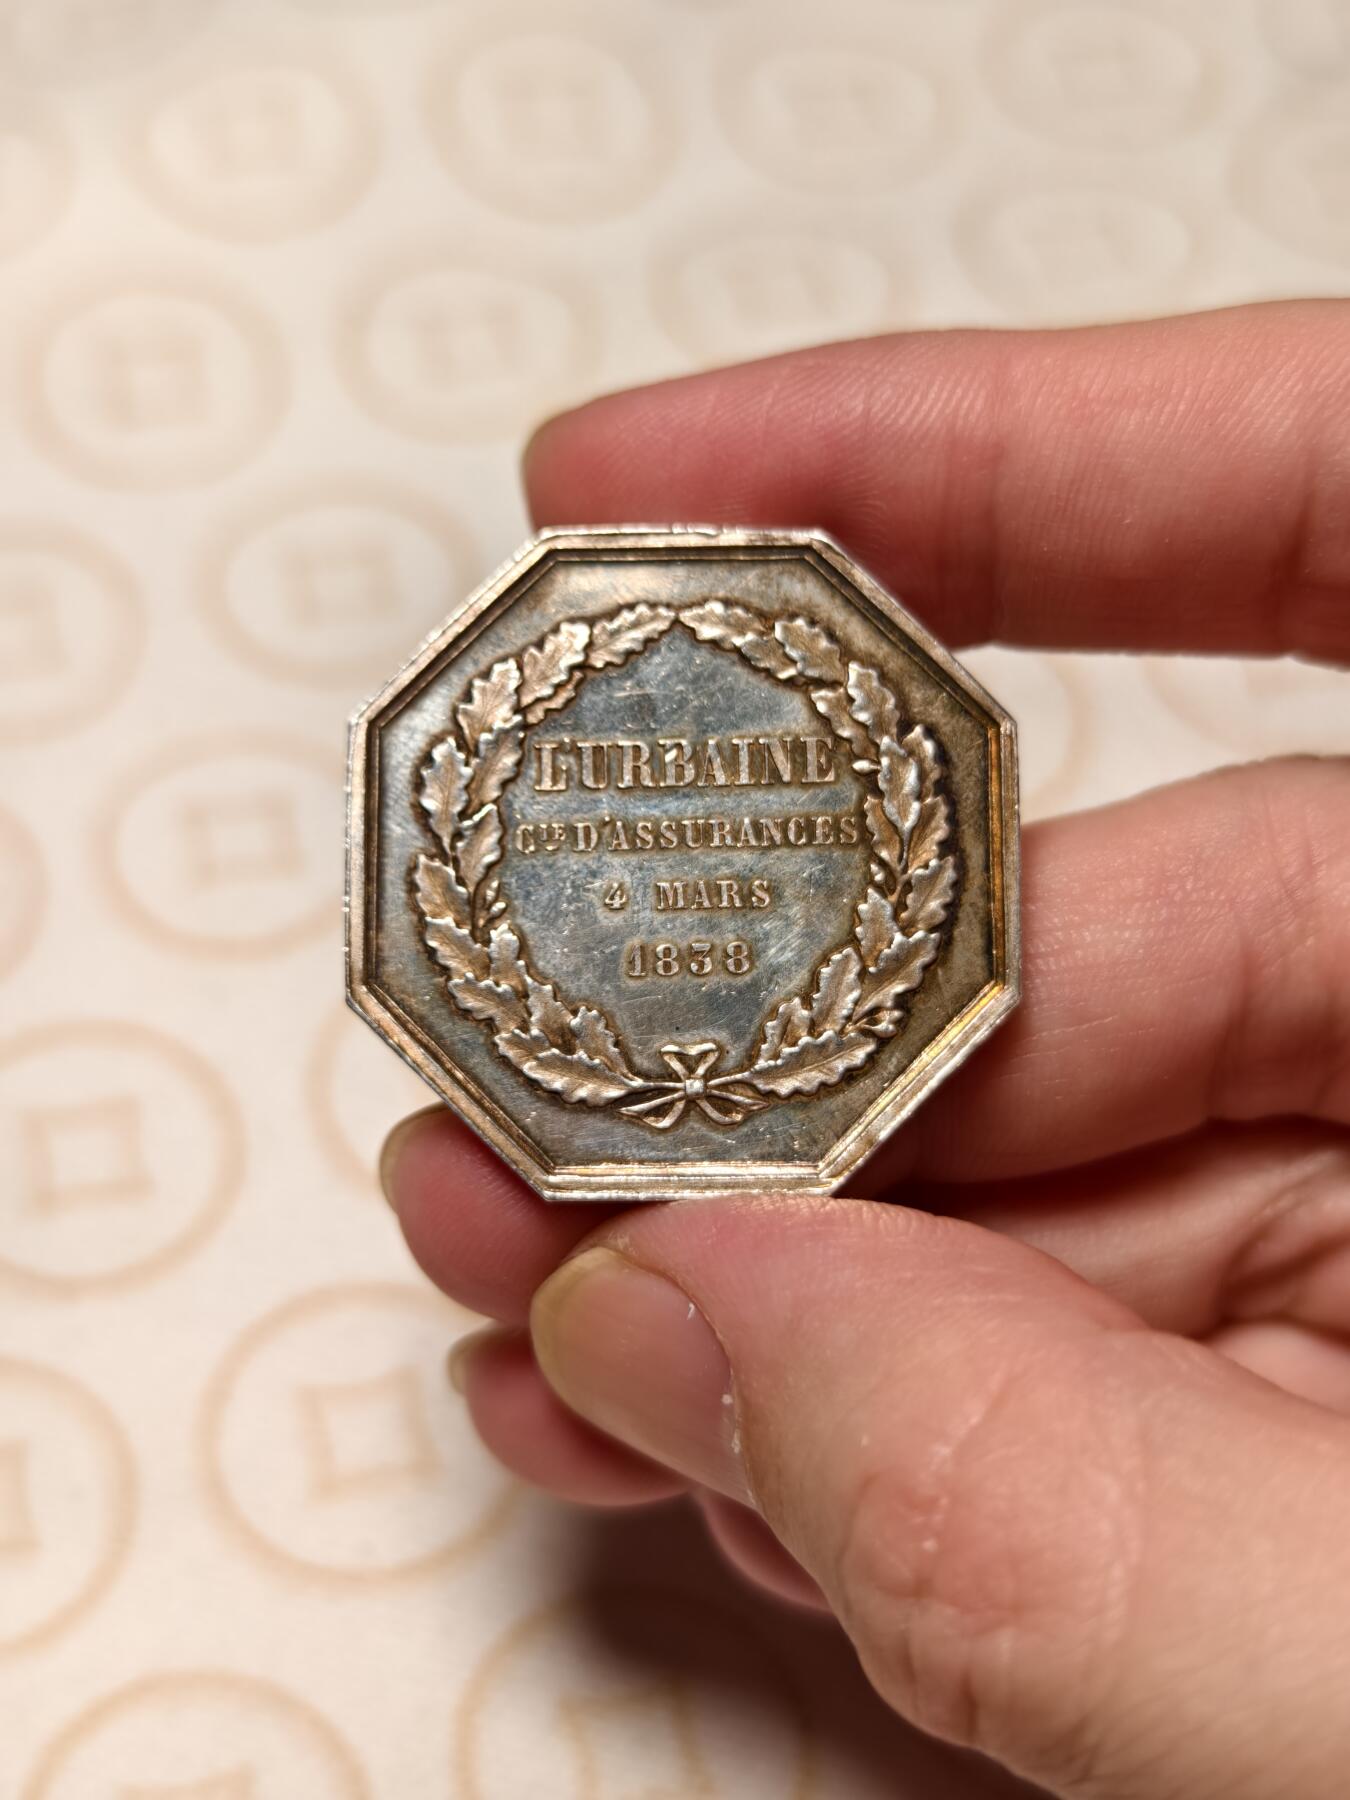 L'URBAINE
CIE D'ASSURANCES
4 MARS
1838